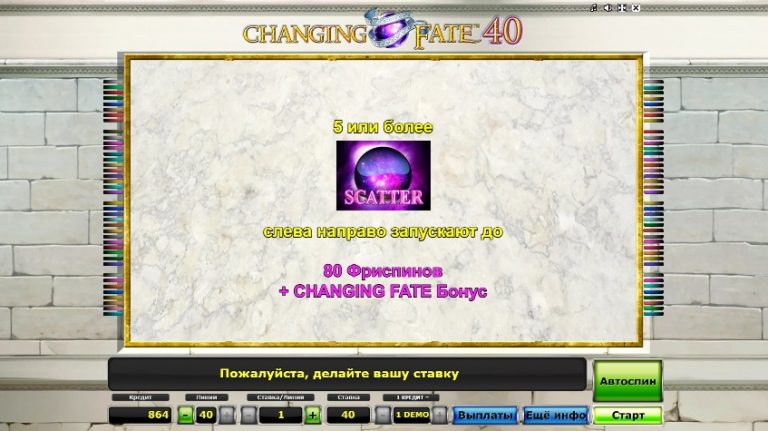 CHANGING FATE 40
5 или более
SCATTER
слева направо запускают до
80 Фриспинов
+ CHANGING FATE Бонус
Пожалуйста, делайте вашу ставку
Автоспин
Кредит Линии Ставка/Линия Ставка 1 КРЕДИТ =
864 - 40 1 + 40 1 DEMO Выплаты Ещё инфо Старт